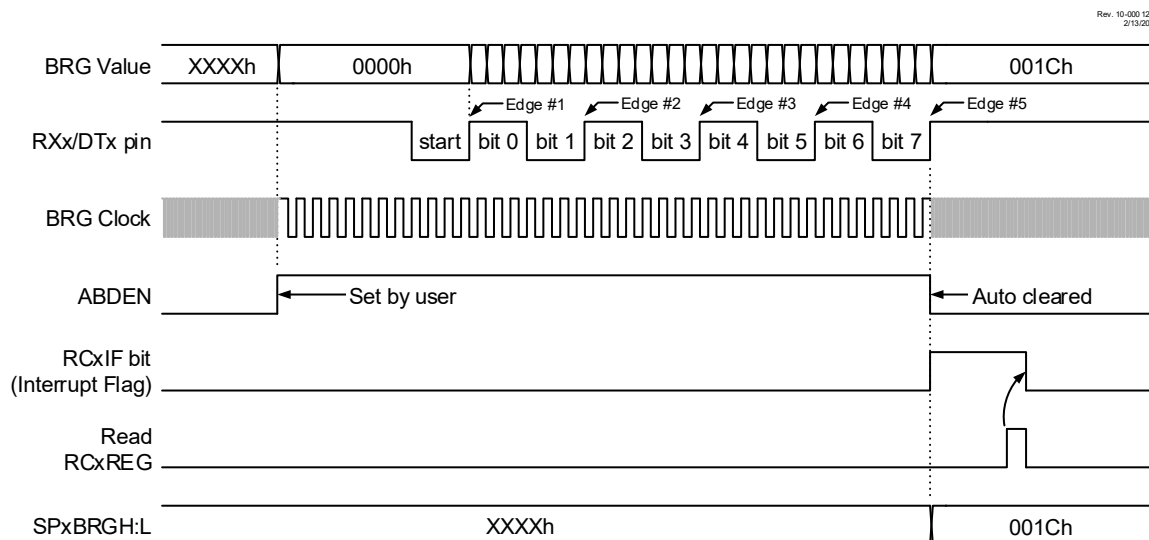 Rev. 10-000 12
2/13/20
BRG Value XXXXh 0000h 001Ch
Edge #1 Edge #2 Edge #3 Edge #4 Edge #5
RXx/DTx pin start bit 0 bit 1 bit 2 bit 3 bit 4 bit 5 bit 6 bit 7
BRG Clock
ABDEN Set by user Auto cleared
RCxIF bit
(Interrupt Flag)
Read
RCxREG
SPxBRGH:L XXXXh 001Ch